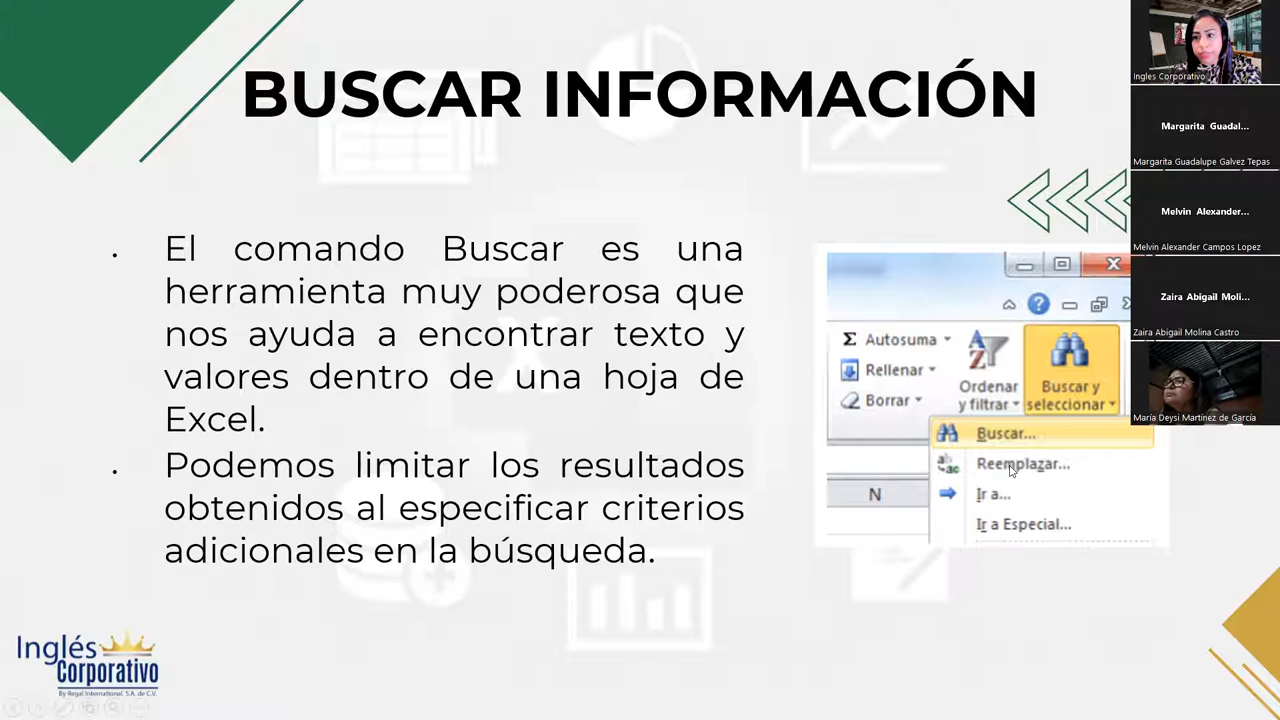 BUSCAR INFORMACIÓN
• El comando Buscar es una
herramienta muy poderosa que
nos ayuda a encontrar texto y
valores dentro de una hoja de
Excel.
• Podemos limitar los resultados
obtenidos al especificar criterios
adicionales en la búsqueda.
Σ Autosuma
Rellenar
Borrar
Ordenar
y filtrar
Buscar y
seleccionar
Buscar...
Reemplazar...
Ir a...
Ir a Especial...
N
Ingles Corporativo
Margarita Guadal...
Margarita Guadalupe Galvez Tepas
Melvin Alexander...
Melvin Alexander Campos Lopez
Zaira Abigail Moli...
Zaira Abigail Molina Castro
María Deysi Martínez de García
Inglés
Corporativo
By Regal International, S.A. de C.V.